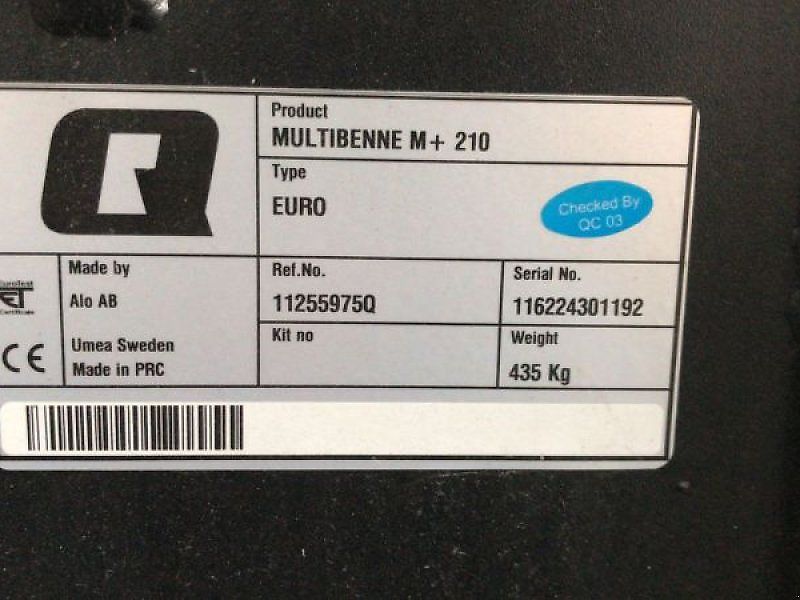 Product
MULTIBENNE M+ 210
Type
EURO
Checked By
QC 03
Made by
Alo AB
Umea Sweden
Made in PRC
CE
Ref.No.
11255975Q
Serial No.
116224301192
Kit no
Weight
435 Kg